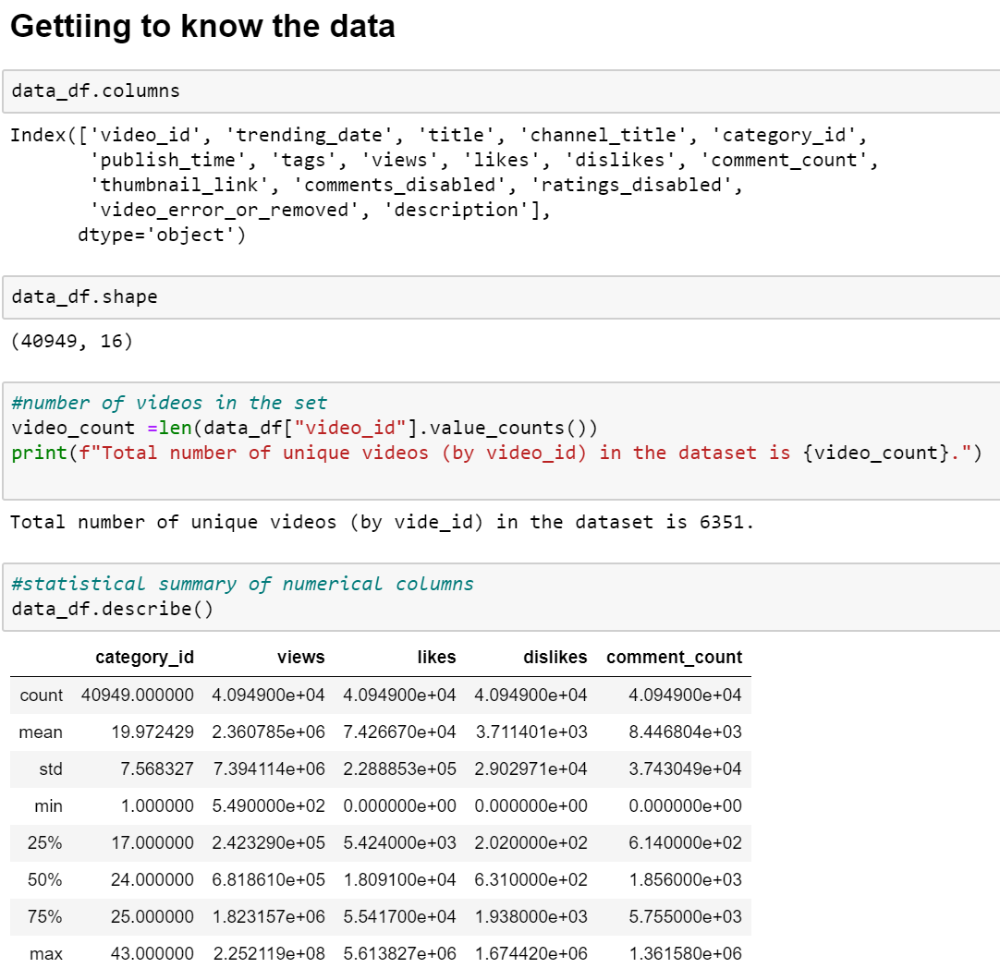 Gettiing to know the data
data_df.columns
Index(['video_id', 'trending_date', 'title', 'channel_title', 'category_id',
'publish_time', 'tags', 'views', 'likes', 'dislikes', 'comment_count',
'thumbnail_link', 'comments_disabled', 'ratings_disabled',
'video_error_or_removed', 'description'],
dtype='object')
data_df.shape
(40949, 16)
#number of videos in the set
video_count =len(data_df["video_id"].value_counts())
print(f"Total number of unique videos (by video_id) in the dataset is {video_count}.")
Total number of unique videos (by vide_id) in the dataset is 6351.
#statistical summary of numerical columns
data_df.describe()
category_id views likes dislikes comment_count
count 40949.000000 4.094900e+04 4.094900e+04 4.094900e+04 4.094900e+04
mean 19.972429 2.360785e+06 7.426670e+04 3.711401e+03 8.446804e+03
std 7.568327 7.394114e+06 2.288853e+05 2.902971e+04 3.743049e+04
min 1.000000 5.490000e+02 0.000000e+00 0.000000e+00 0.000000e+00
25% 17.000000 2.423290e+05 5.424000e+03 2.020000e+02 6.140000e+02
50% 24.000000 6.818610e+05 1.809100e+04 6.310000e+02 1.856000e+03
75% 25.000000 1.823157e+06 5.541700e+04 1.938000e+03 5.755000e+03
max 43.000000 2.252119e+08 5.613827e+06 1.674420e+06 1.361580e+06